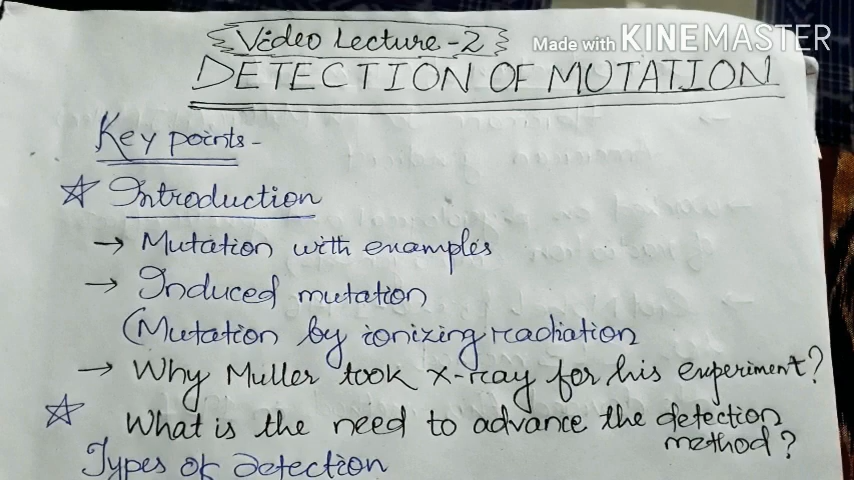 Video Lecture-2
Made with KINEMASTER
DETECTION OF MUTATION
Key points-
Introduction
→ Mutation with examples
→ Induced mutation
(Mutation by ionizing radiation
→ Why Muller took X-ray for his experiment?
What is the need to advance the detection
method?
Types of detection